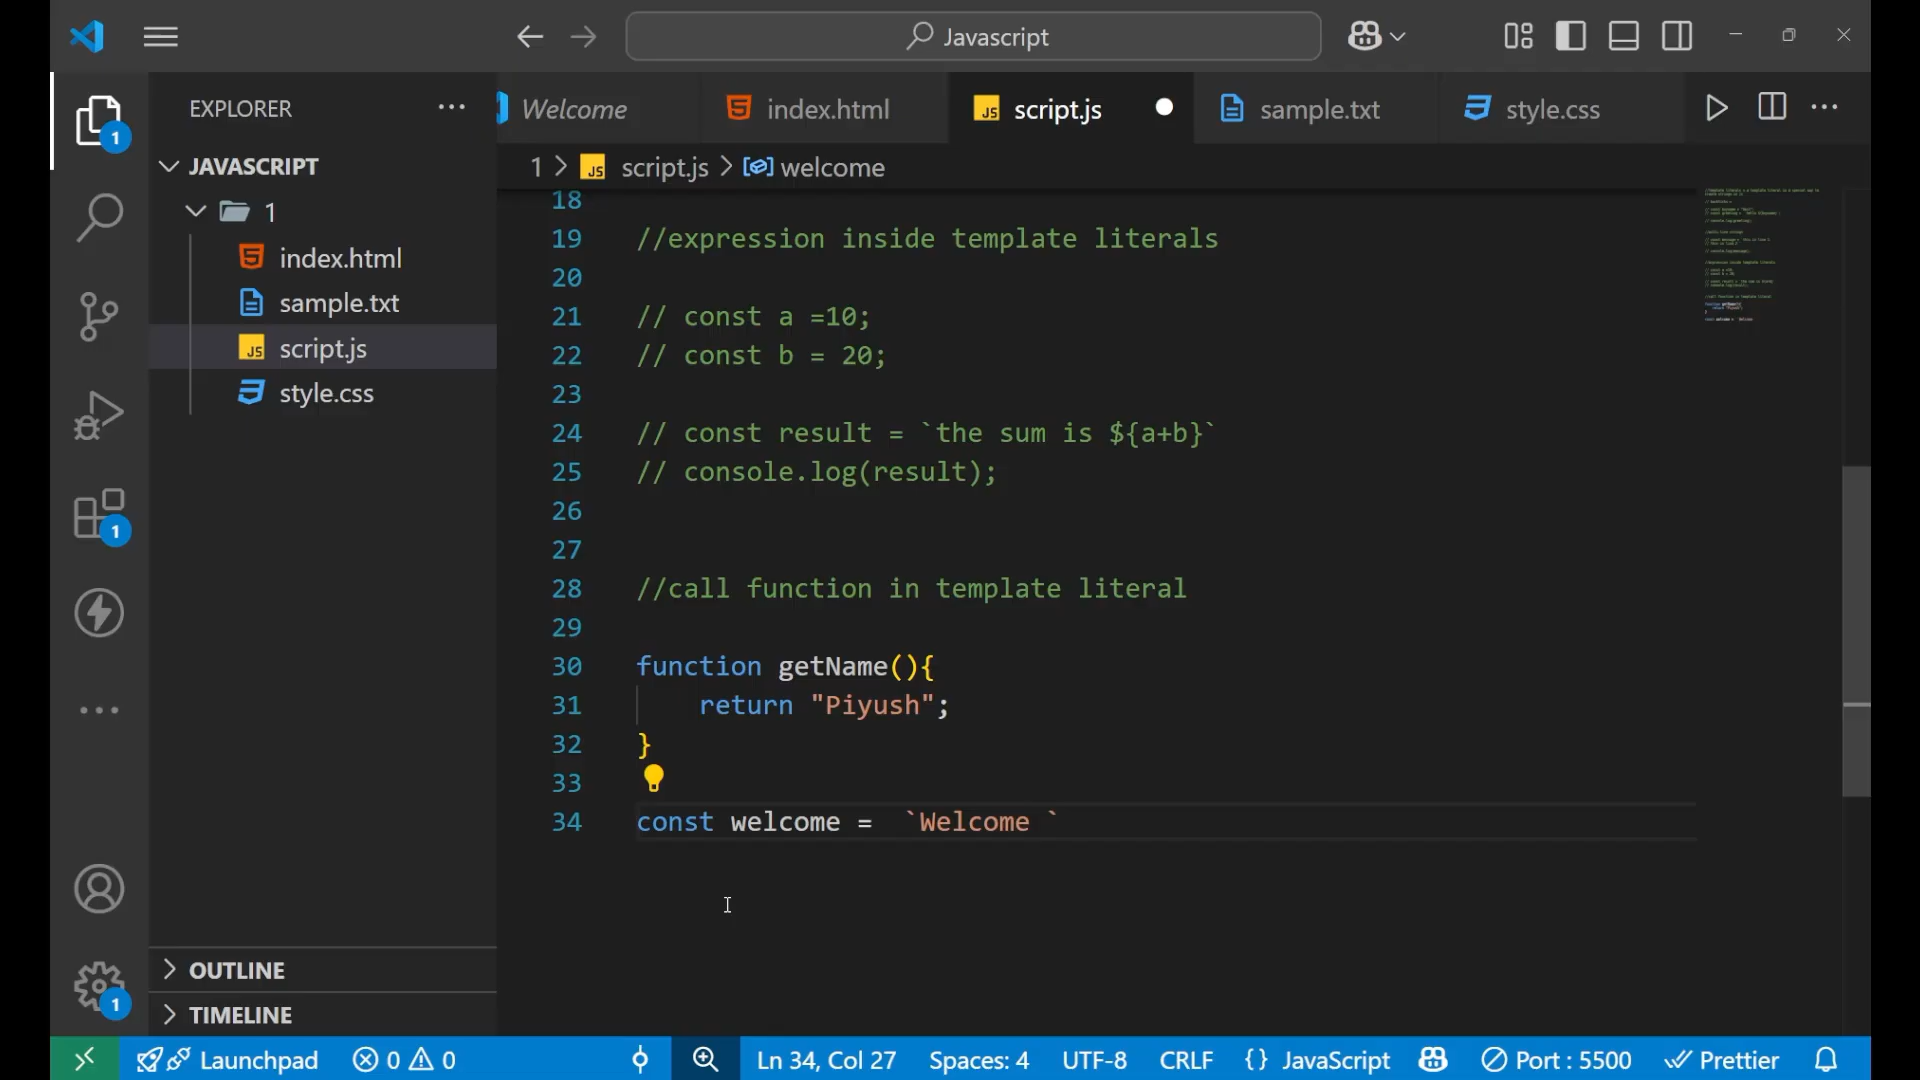 Javascript
EXPLORER
Welcome
index.html
script.js
sample.txt
style.css
1
JAVASCRIPT
1 > script.js > welcome
1
index.html
sample.txt
script.js
style.css
18
19 //expression inside template literals
20
21 // const a =10;
22 // const b = 20;
23
24 // const result = `the sum is ${a+b}`
25 // console.log(result);
26
27
28 //call function in template literal
29
30 function getName(){
31 return "Piyush";
32 }
33
34 const welcome =  `Welcome `
1
OUTLINE
TIMELINE
1
Launchpad 0 0 Ln 34, Col 27 Spaces: 4 UTF-8 CRLF {} JavaScript Port : 5500 Prettier